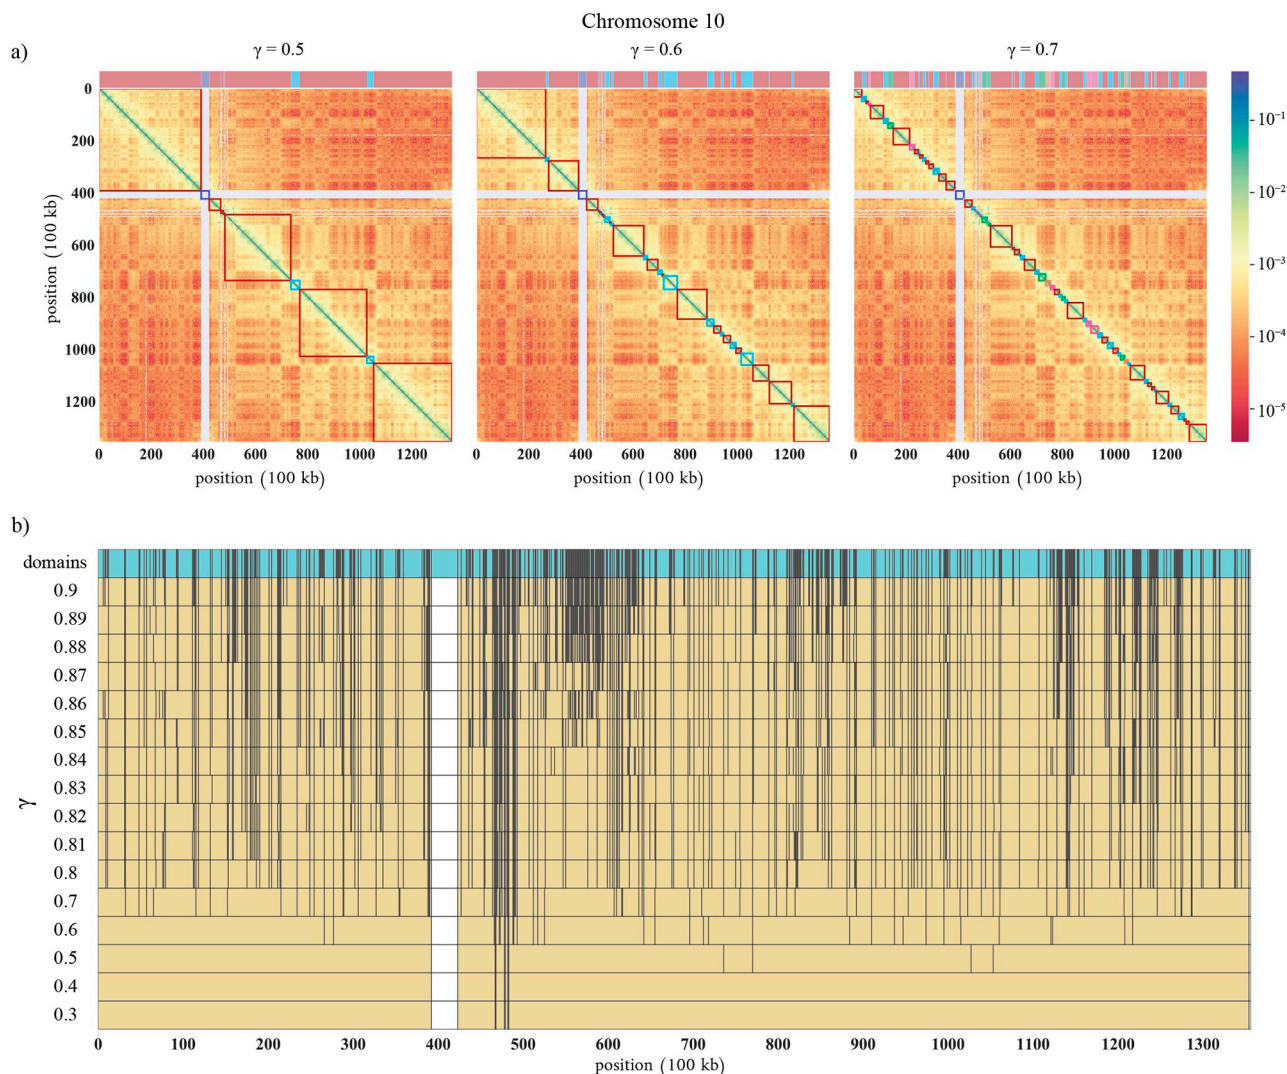 Chromosome 10
a)
γ = 0.5 γ = 0.6 γ = 0.7
0
200
400
600
800
1000
1200
position (100 kb)
10⁻¹
10⁻²
10⁻³
10⁻⁴
10⁻⁵
0 200 400 600 800 1000 1200 0 200 400 600 800 1000 1200 0 200 400 600 800 1000 1200
position (100 kb) position (100 kb) position (100 kb)
b)
domains
0.9
0.89
0.88
0.87
0.86
0.85
0.84
0.83
0.82
0.81
0.8
0.7
0.6
0.5
0.4
0.3
γ
0 100 200 300 400 500 600 700 800 900 1000 1100 1200 1300
position (100 kb)